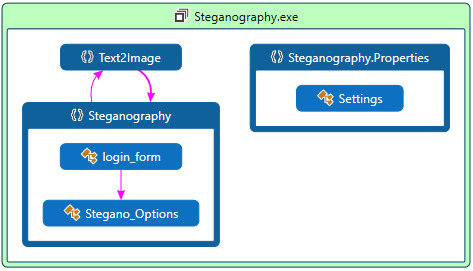 Steganography.exe
Text2Image
Steganography.Properties
Settings
Steganography
login_form
Stegano_Options